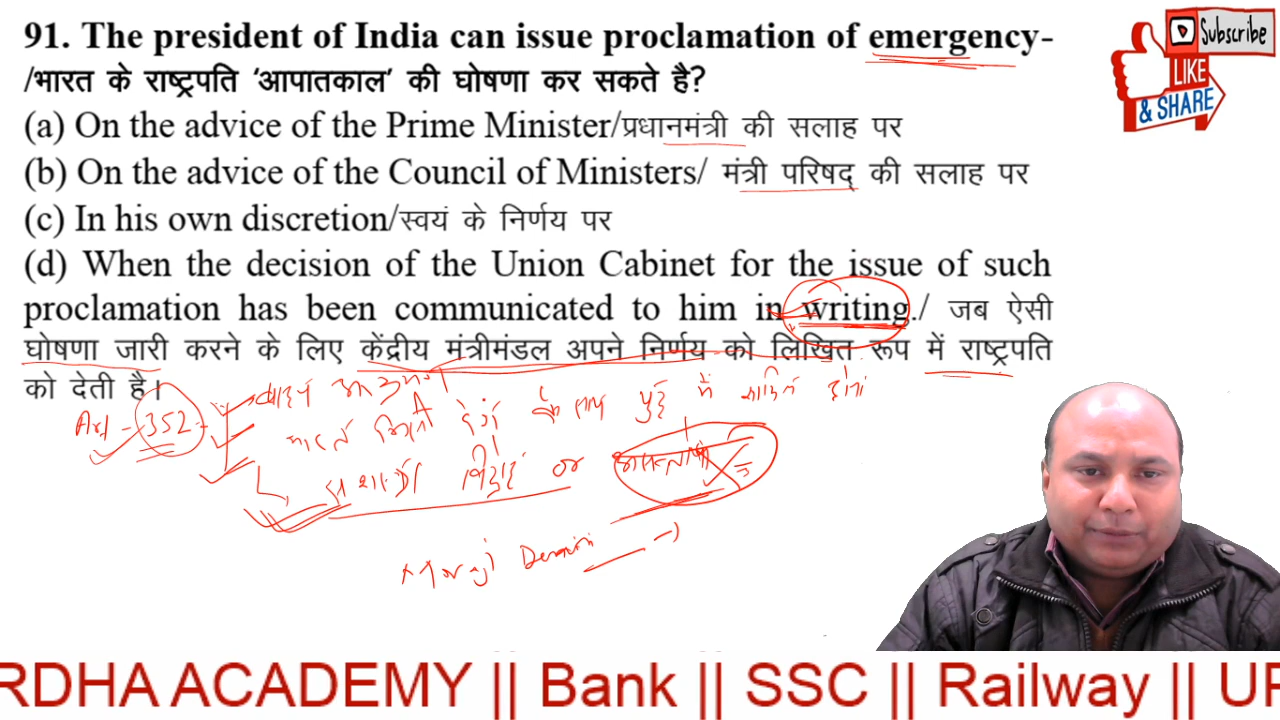 91. The president of India can issue proclamation of emergency-
/भारत के राष्ट्रपति ‘आपातकाल’ की घोषणा कर सकते है?
(a) On the advice of the Prime Minister/प्रधानमंत्री की सलाह पर
(b) On the advice of the Council of Ministers/ मंत्री परिषद् की सलाह पर
(c) In his own discretion/स्वयं के निर्णय पर
(d) When the decision of the Union Cabinet for the issue of such
proclamation has been communicated to him in writing./ जब ऐसी
घोषणा जारी करने के लिए केंद्रीय मंत्रीमंडल अपने निर्णय को लिखित रूप में राष्ट्रपति
को देती है।
Subscribe
LIKE
& SHARE
Art - 352 -
or
Moraji
RDHA ACADEMY || Bank || SSC || Railway || UP